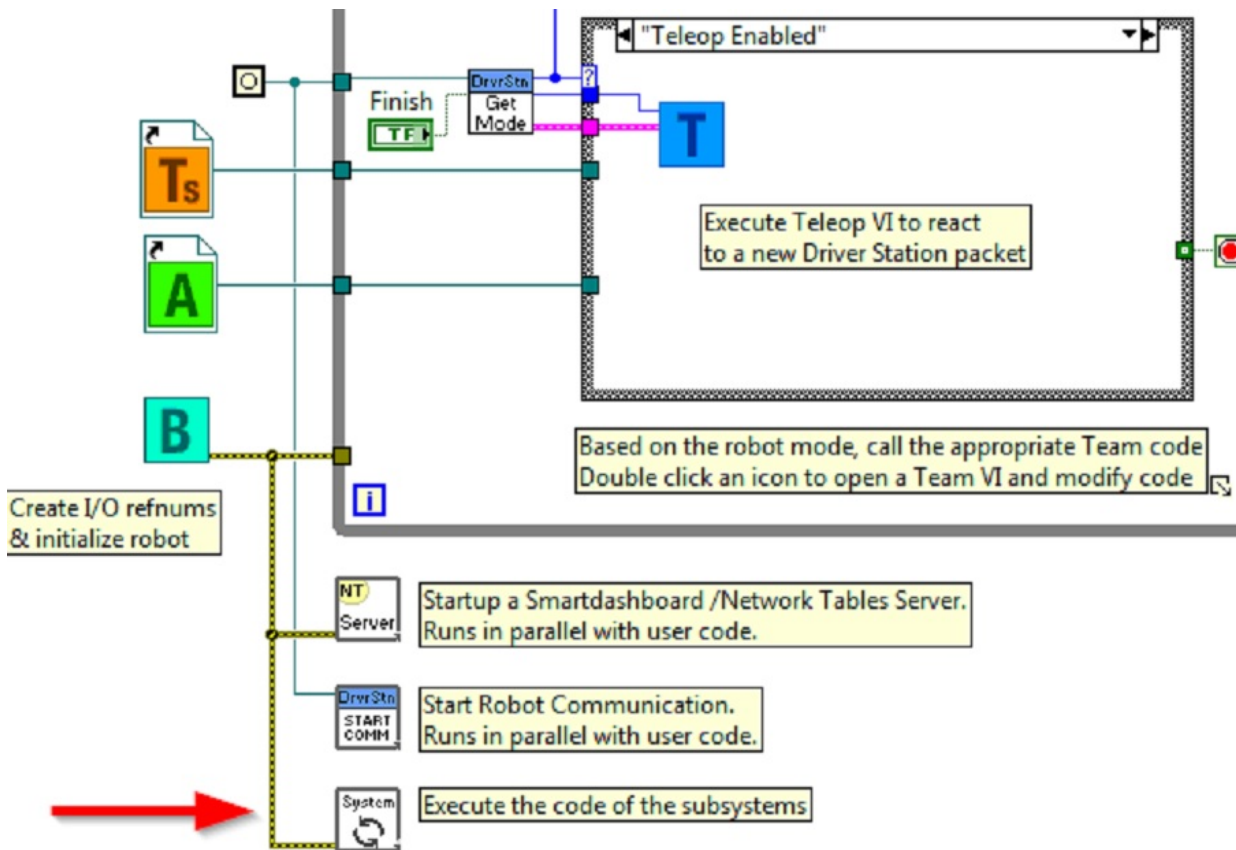 "Teleop Enabled"
DrvrStn
Get
Mode
?
Finish
TF
T
Ts
A
Execute Teleop VI to react
to a new Driver Station packet
B
Based on the robot mode, call the appropriate Team code
Double click an icon to open a Team VI and modify code
i
Create I/O refnums
& initialize robot
NT
Server
Startup a Smartdashboard /Network Tables Server.
Runs in parallel with user code.
DrvrStn
START
COMM
Start Robot Communication.
Runs in parallel with user code.
System
Execute the code of the subsystems